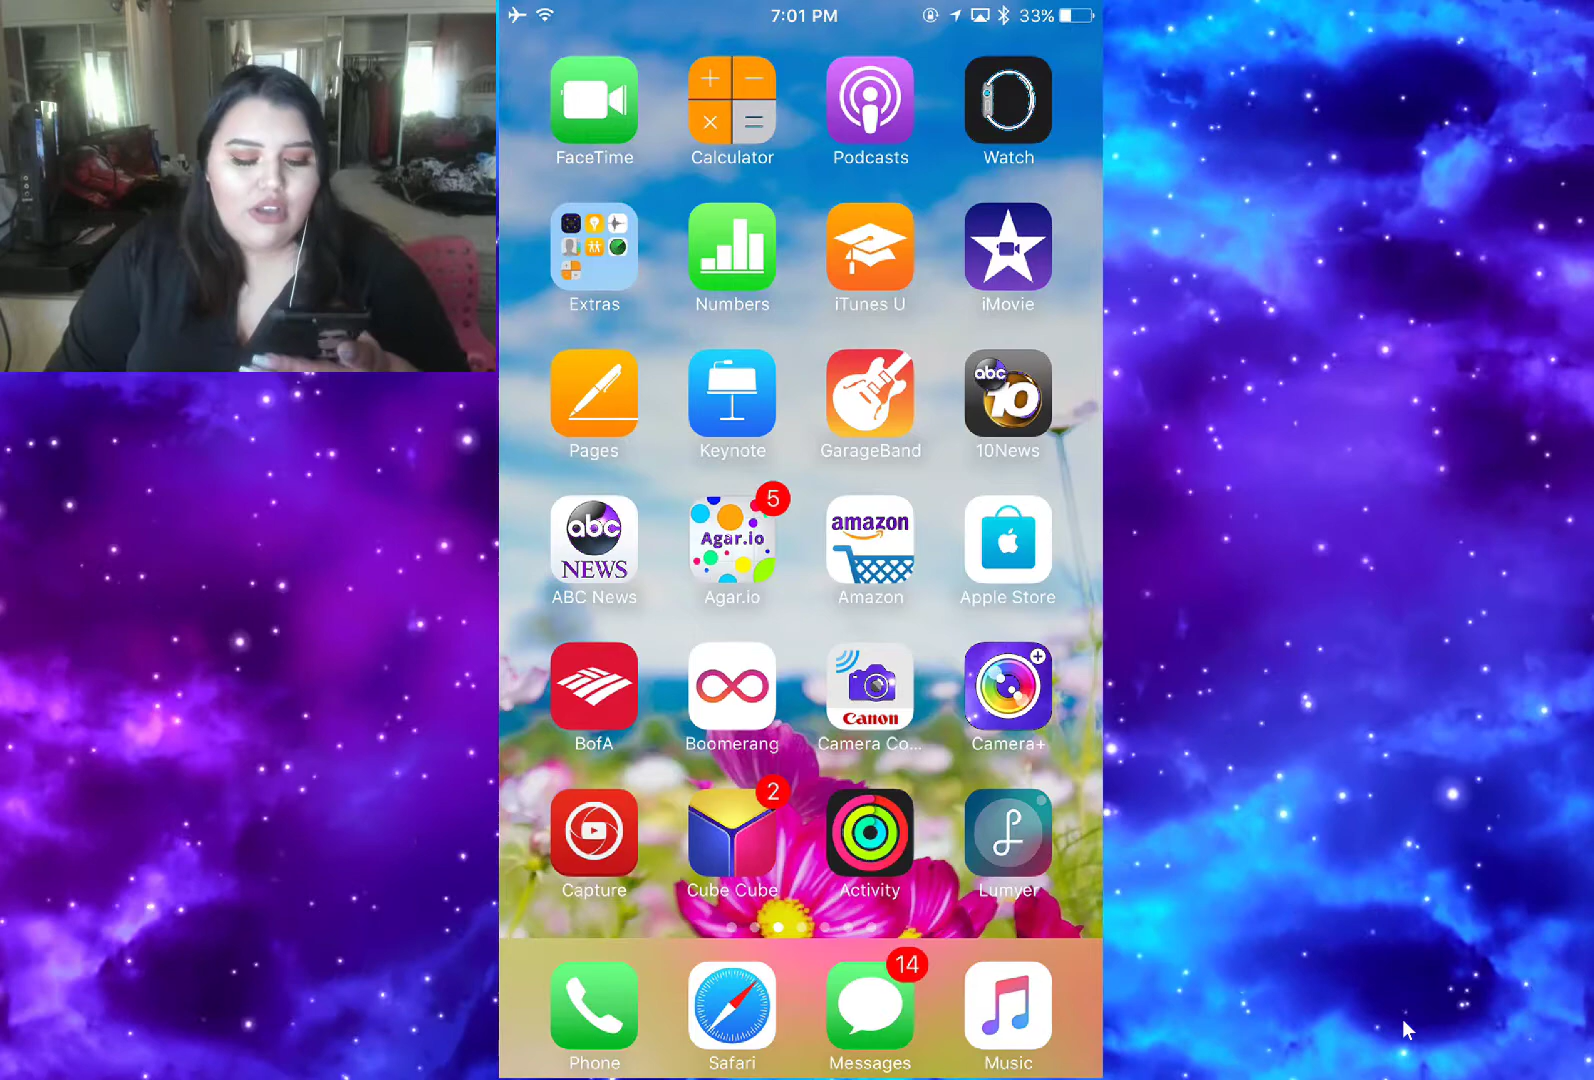 7:01 PM 33%
FaceTime Calculator Podcasts Watch
Extras Numbers iTunes U iMovie
abc
10
Pages Keynote GarageBand 10News
5
abc
NEWS
Agar.io
amazon
ABC News Agar.io Amazon Apple Store
Canon
BofA Boomerang Camera Co... Camera+
2
Capture Cube Cube Activity Lumyer
14
Phone Safari Messages Music